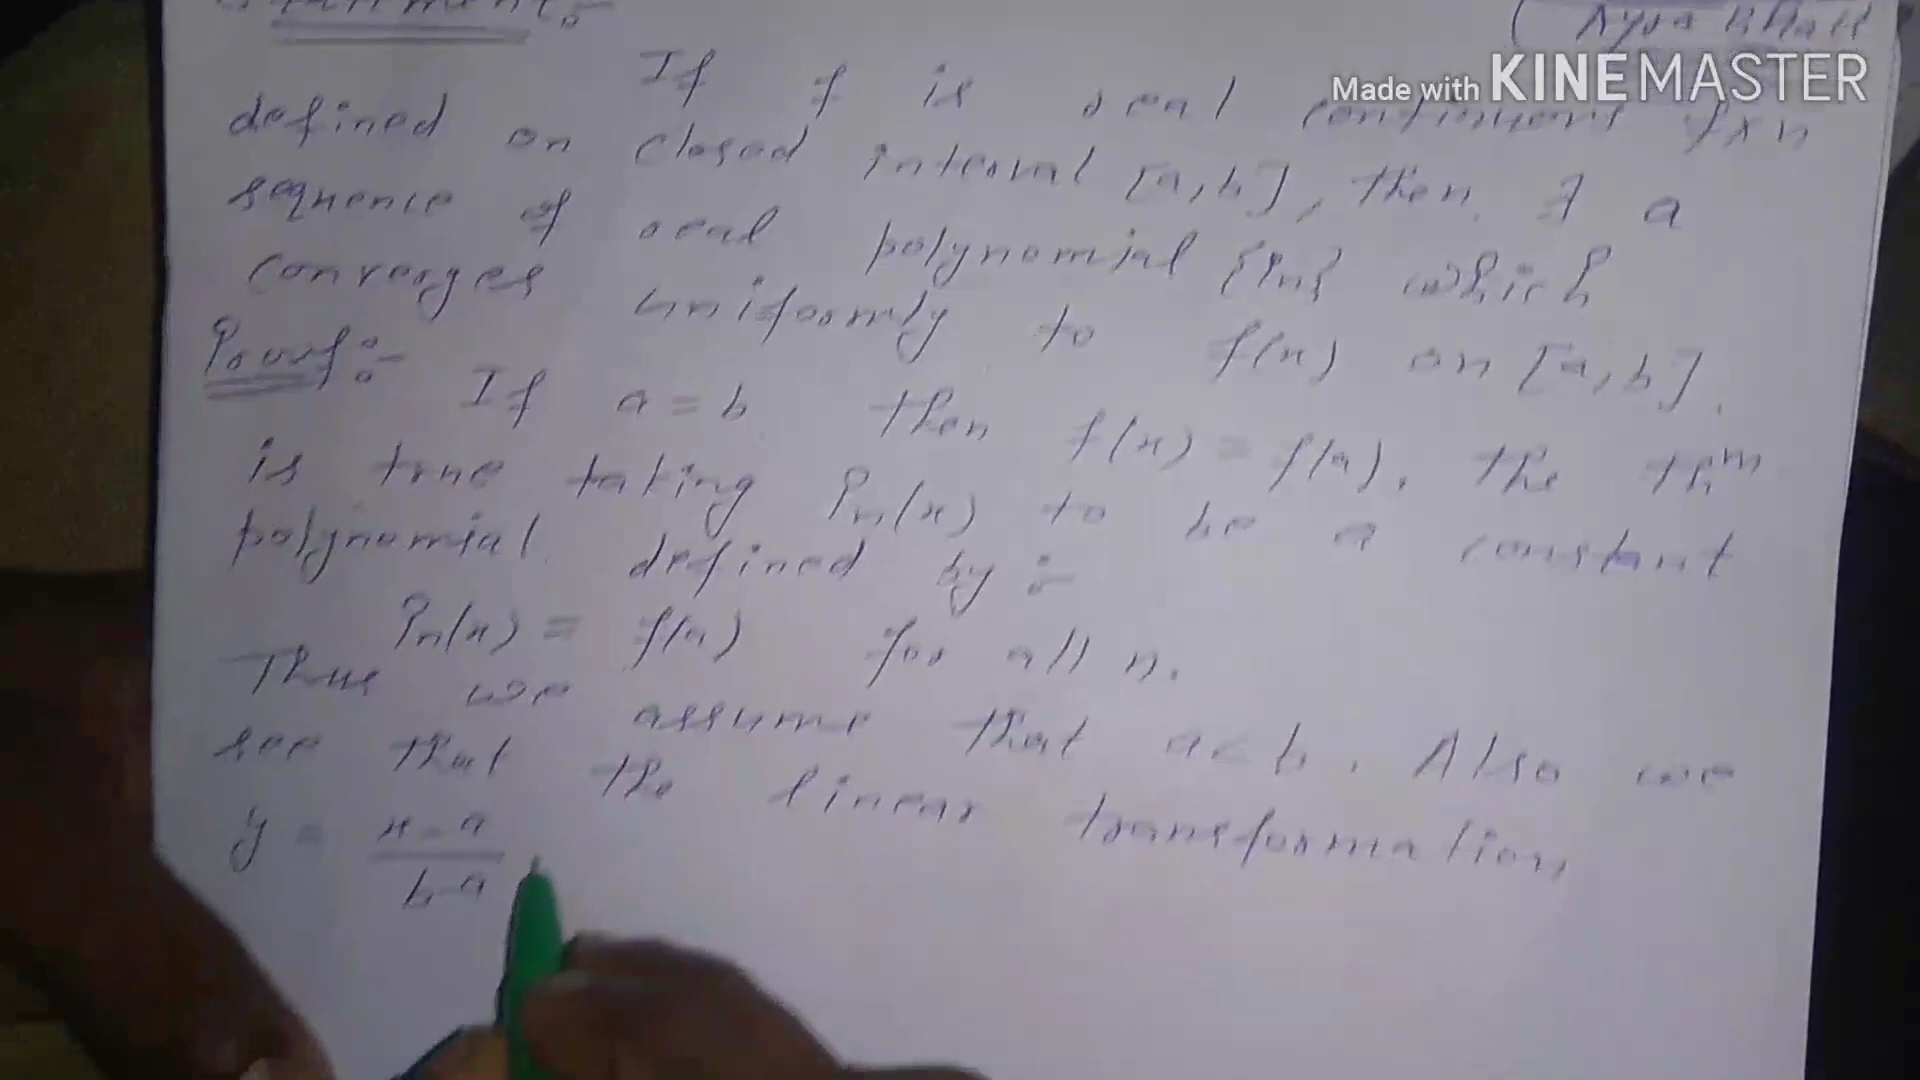 Statement:-
Made with KINEMASTER
If f is real continuous fxn
defined on closed interval [a,b], then ∃ a
sequence of real polynomial {Pn} which
converges uniformly to f(x) on [a,b].
Proof:- If a = b then f(x) = f(a), the thm
is true taking Pn(x) to be a constant
polynomial defined by :-
Pn(x) = f(a) for all n.
Thus we assume that a<b. Also we
see that the linear transformation
y = x-a / b-a